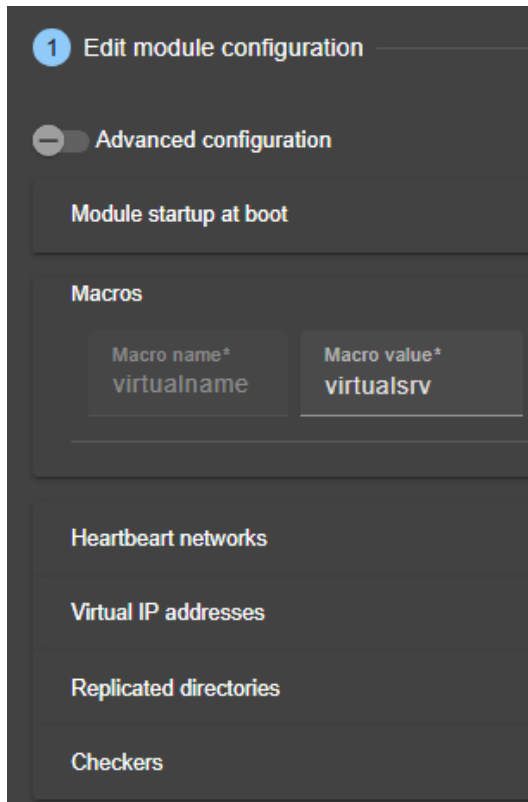 1 Edit module configuration
Advanced configuration
Module startup at boot
Macros
Macro name* Macro value*
virtualname virtualsrv
Heartbeart networks
Virtual IP addresses
Replicated directories
Checkers